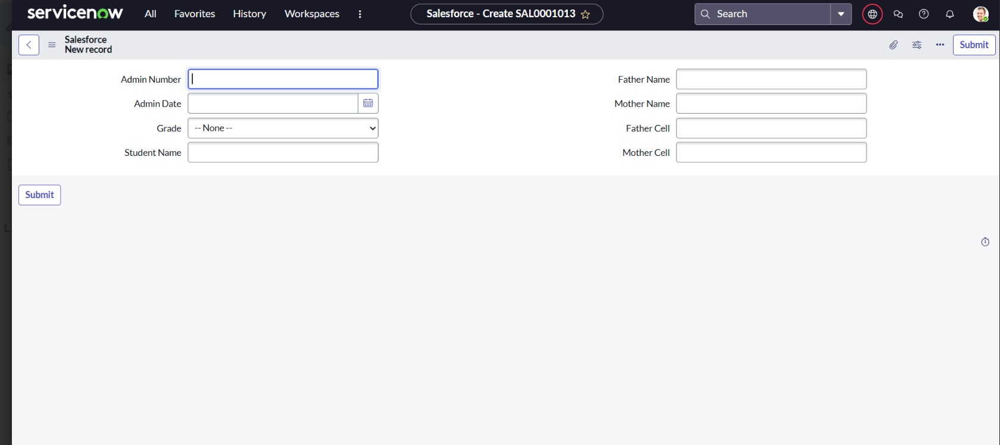 servicenow All Favorites History Workspaces Salesforce - Create SAL0001013 Search
Salesforce
New record
Submit
Admin Number
Father Name
Admin Date
Mother Name
Grade -- None --
Father Cell
Student Name
Mother Cell
Submit